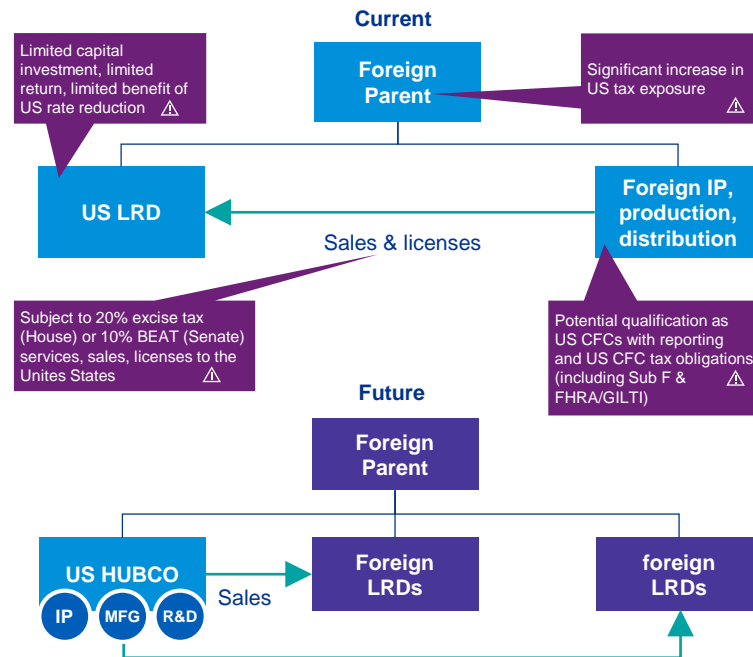 Current
Limited capital
investment, limited
return, limited benefit of
US rate reduction
Foreign
Parent
Significant increase in
US tax exposure
US LRD
Foreign IP,
production,
distribution
Sales & licenses
Subject to 20% excise tax
(House) or 10% BEAT (Senate)
services, sales, licenses to the
Unites States
Potential qualification as
US CFCs with reporting
and US CFC tax obligations
(including Sub F &
FHRA/GILTI)
Future
Foreign
Parent
US HUBCO
IP
MFG
R&D
Sales
Foreign
LRDs
foreign
LRDs